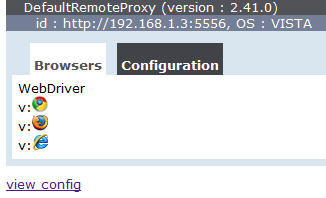 DefaultRemoteProxy (version : 2.41.0)
id : http://192.168.1.3:5556, OS : VISTA
Browsers Configuration
WebDriver
v:
v:
v:
view config